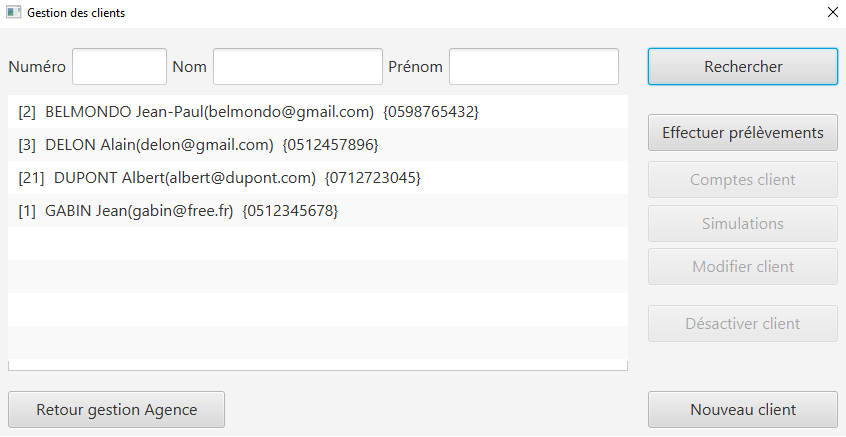 Gestion des clients
Numéro Nom Prénom Rechercher
[2] BELMONDO Jean-Paul(belmondo@gmail.com) {0598765432}
Effectuer prélèvements
[3] DELON Alain(delon@gmail.com) {0512457896}
[21] DUPONT Albert(albert@dupont.com) {0712723045}
Comptes client
[1] GABIN Jean(gabin@free.fr) {0512345678}
Simulations
Modifier client
Désactiver client
Retour gestion Agence
Nouveau client